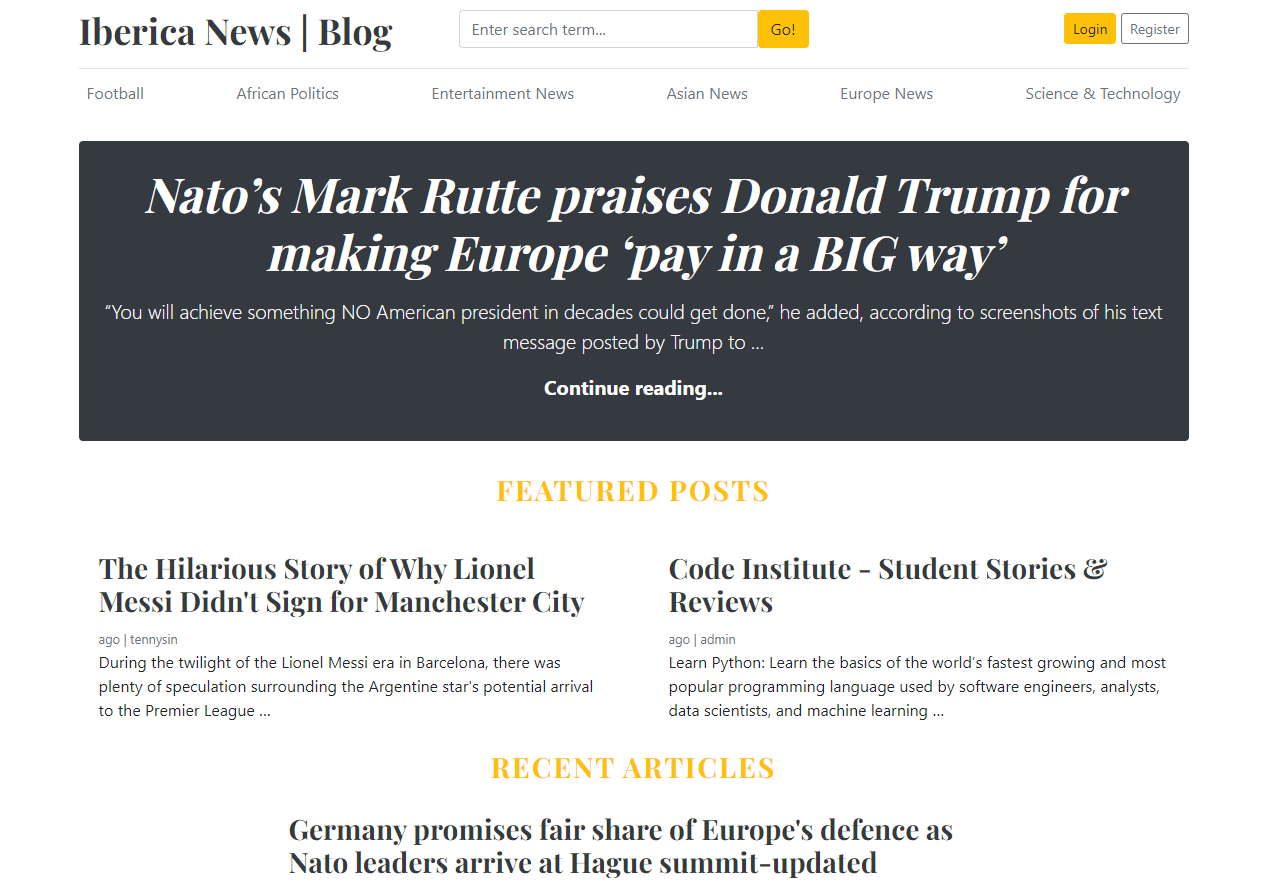 Iberica News | Blog
Enter search term...
Go!
Login
Register
Football
African Politics
Entertainment News
Asian News
Europe News
Science & Technology
Nato’s Mark Rutte praises Donald Trump for
making Europe ‘pay in a BIG way’
“You will achieve something NO American president in decades could get done,” he added, according to screenshots of his text
message posted by Trump to …
Continue reading...
FEATURED POSTS
The Hilarious Story of Why Lionel
Messi Didn't Sign for Manchester City
ago | tennysin
During the twilight of the Lionel Messi era in Barcelona, there was
plenty of speculation surrounding the Argentine star's potential arrival
to the Premier League …
Code Institute - Student Stories &
Reviews
ago | admin
Learn Python: Learn the basics of the world’s fastest growing and most
popular programming language used by software engineers, analysts,
data scientists, and machine learning …
RECENT ARTICLES
Germany promises fair share of Europe's defence as
Nato leaders arrive at Hague summit-updated